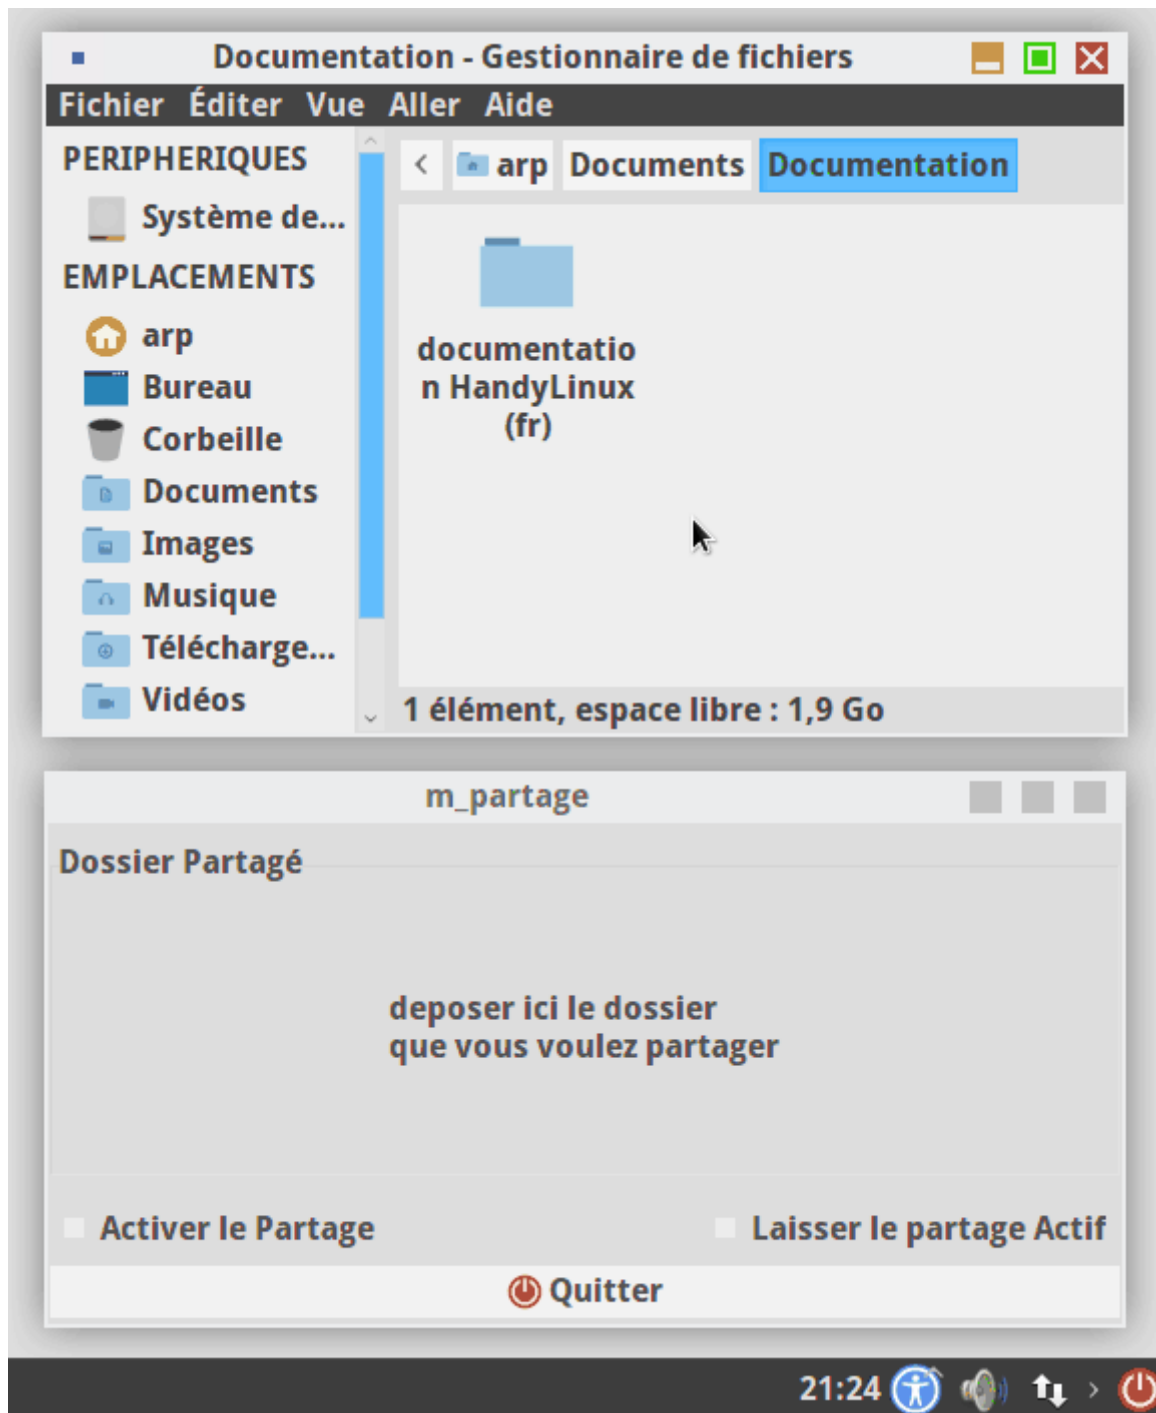 Documentation - Gestionnaire de fichiers
Fichier Éditer Vue Aller Aide
PERIPHERIQUES
Système de...
EMPLACEMENTS
arp
Bureau
Corbeille
Documents
Images
Musique
Télécharge...
Vidéos
arp Documents Documentation
documentatio
n HandyLinux
(fr)
1 élément, espace libre : 1,9 Go
m_partage
Dossier Partagé
deposer ici le dossier
que vous voulez partager
Activer le Partage
Laisser le partage Actif
Quitter
21:24